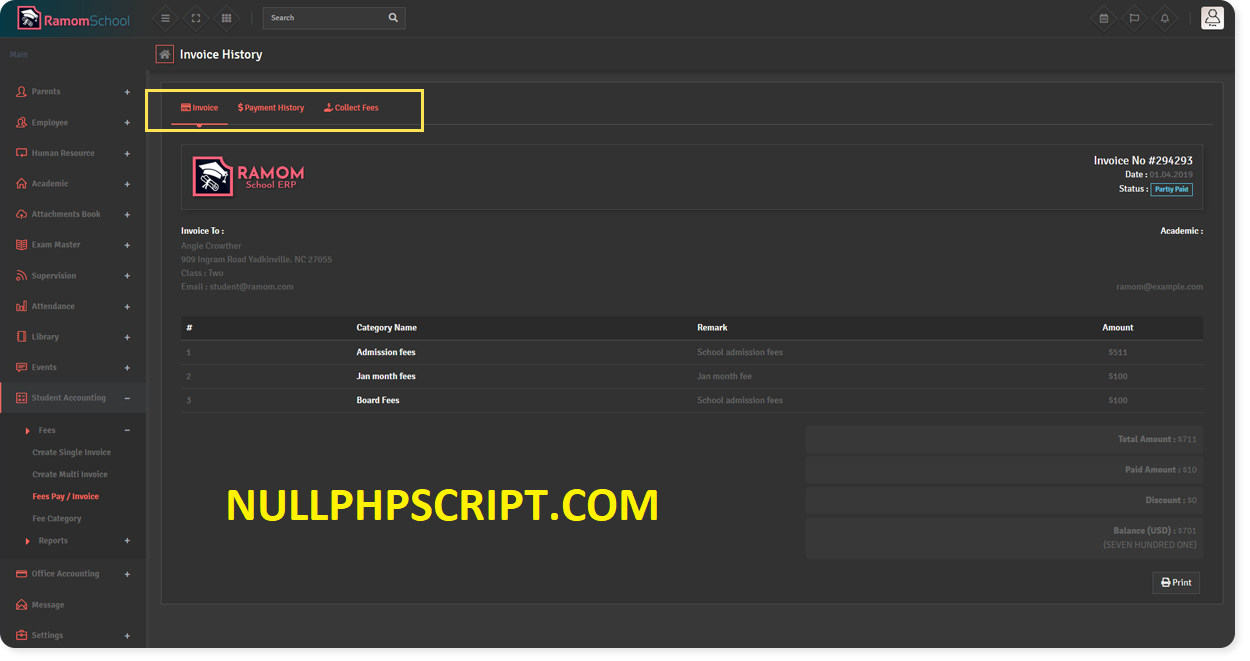 RamomSchool
Search
Main
Invoice History
Parents +
Employee +
Human Resource +
Academic +
Attachments Book +
Exam Master +
Supervision +
Attendance +
Library +
Events +
Student Accounting −
Fees −
Create Single Invoice
Create Multi Invoice
Fees Pay / Invoice
Fee Category
Reports +
Office Accounting +
Message
Settings +
Invoice $ Payment History Collect Fees
RAMOM
School ERP
Invoice No #294293
Date : 01.04.2019
Status : Partly Paid
Invoice To :
Angie Crowther
909 Ingram Road Yadkinville, NC 27055
Class : Two
Email : student@ramom.com
Academic :
ramom@example.com
# Category Name Remark Amount
1 Admission fees School admission fees $511
2 Jan month fees Jan month fee $100
3 Board Fees School admission fees $100
Total Amount : $711
Paid Amount : $10
Discount : $0
Balance (USD) : $701
(SEVEN HUNDRED ONE)
Print
NULLPHPSCRIPT.COM